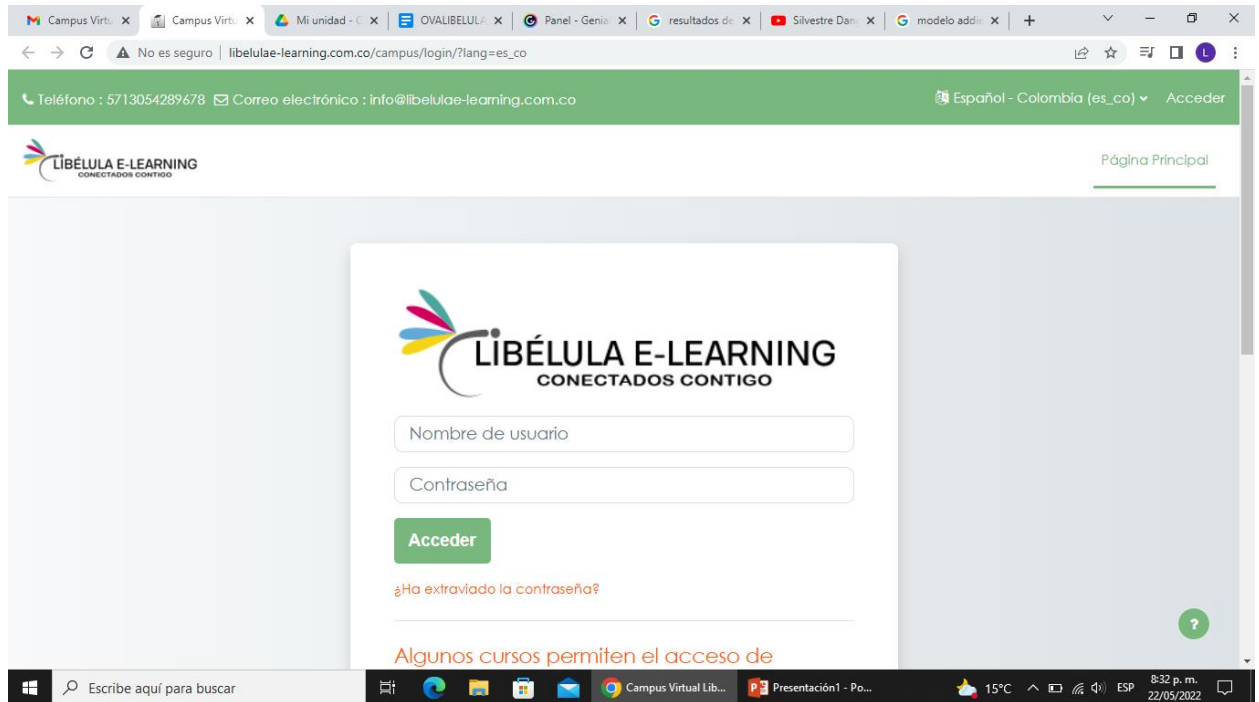 Campus Virtu
Campus Virtu
Mi unidad - G
OVALIBELULA
Panel - Genial
resultados de
Silvestre Dang
modelo addie
No es seguro | libelulae-learning.com.co/campus/login/?lang=es_co
L
Teléfono : 5713054289678 Correo electrónico : info@libelulae-learning.com.co
Español - Colombia (es_co) Acceder
LIBÉLULA E-LEARNING
CONECTADOS CONTIGO
Página Principal
LIBÉLULA E-LEARNING
CONECTADOS CONTIGO
Nombre de usuario
Contraseña
Acceder
¿Ha extraviado la contraseña?
?
Algunos cursos permiten el acceso de
Escribe aquí para buscar
Campus Virtual Lib...
Presentación1 - Po...
15°C
ESP
8:32 p. m.
22/05/2022